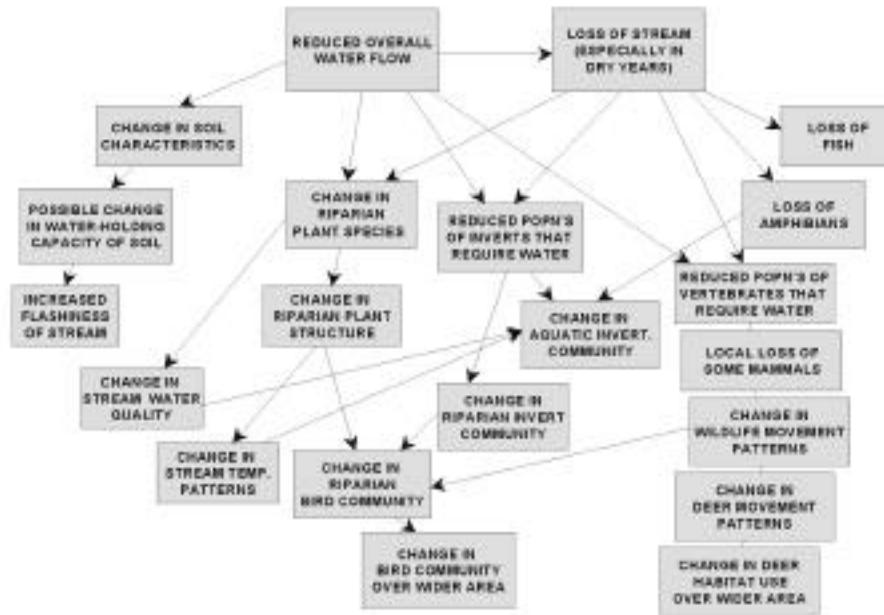 REDUCED OVERALL
WATER FLOW
LOSS OF STREAM
(ESPECIALLY IN
DRY YEARS)
CHANGE IN SOIL
CHARACTERISTICS
LOSS OF
FISH
POSSIBLE CHANGE
IN WATER-HOLDING
CAPACITY OF SOIL
CHANGE IN
RIPARIAN
PLANT SPECIES
REDUCED POPN'S
OF INVERTS THAT
REQUIRE WATER
LOSS OF
AMPHIBIANS
INCREASED
FLASHINESS
OF STREAM
CHANGE IN
RIPARIAN PLANT
STRUCTURE
CHANGE IN
AQUATIC INVERT.
COMMUNITY
REDUCED POPN'S OF
VERTEBRATES THAT
REQUIRE WATER
LOCAL LOSS OF
SOME MAMMALS
CHANGE IN
STREAM WATER
QUALITY
CHANGE IN
RIPARIAN INVERT
COMMUNITY
CHANGE IN
WILDLIFE MOVEMENT
PATTERNS
CHANGE IN
STREAM TEMP.
PATTERNS
CHANGE IN
RIPARIAN
BIRD COMMUNITY
CHANGE IN
DEER MOVEMENT
PATTERNS
CHANGE IN
BIRD COMMUNITY
OVER WIDER AREA
CHANGE IN DEER
HABITAT USE
OVER WIDER AREA